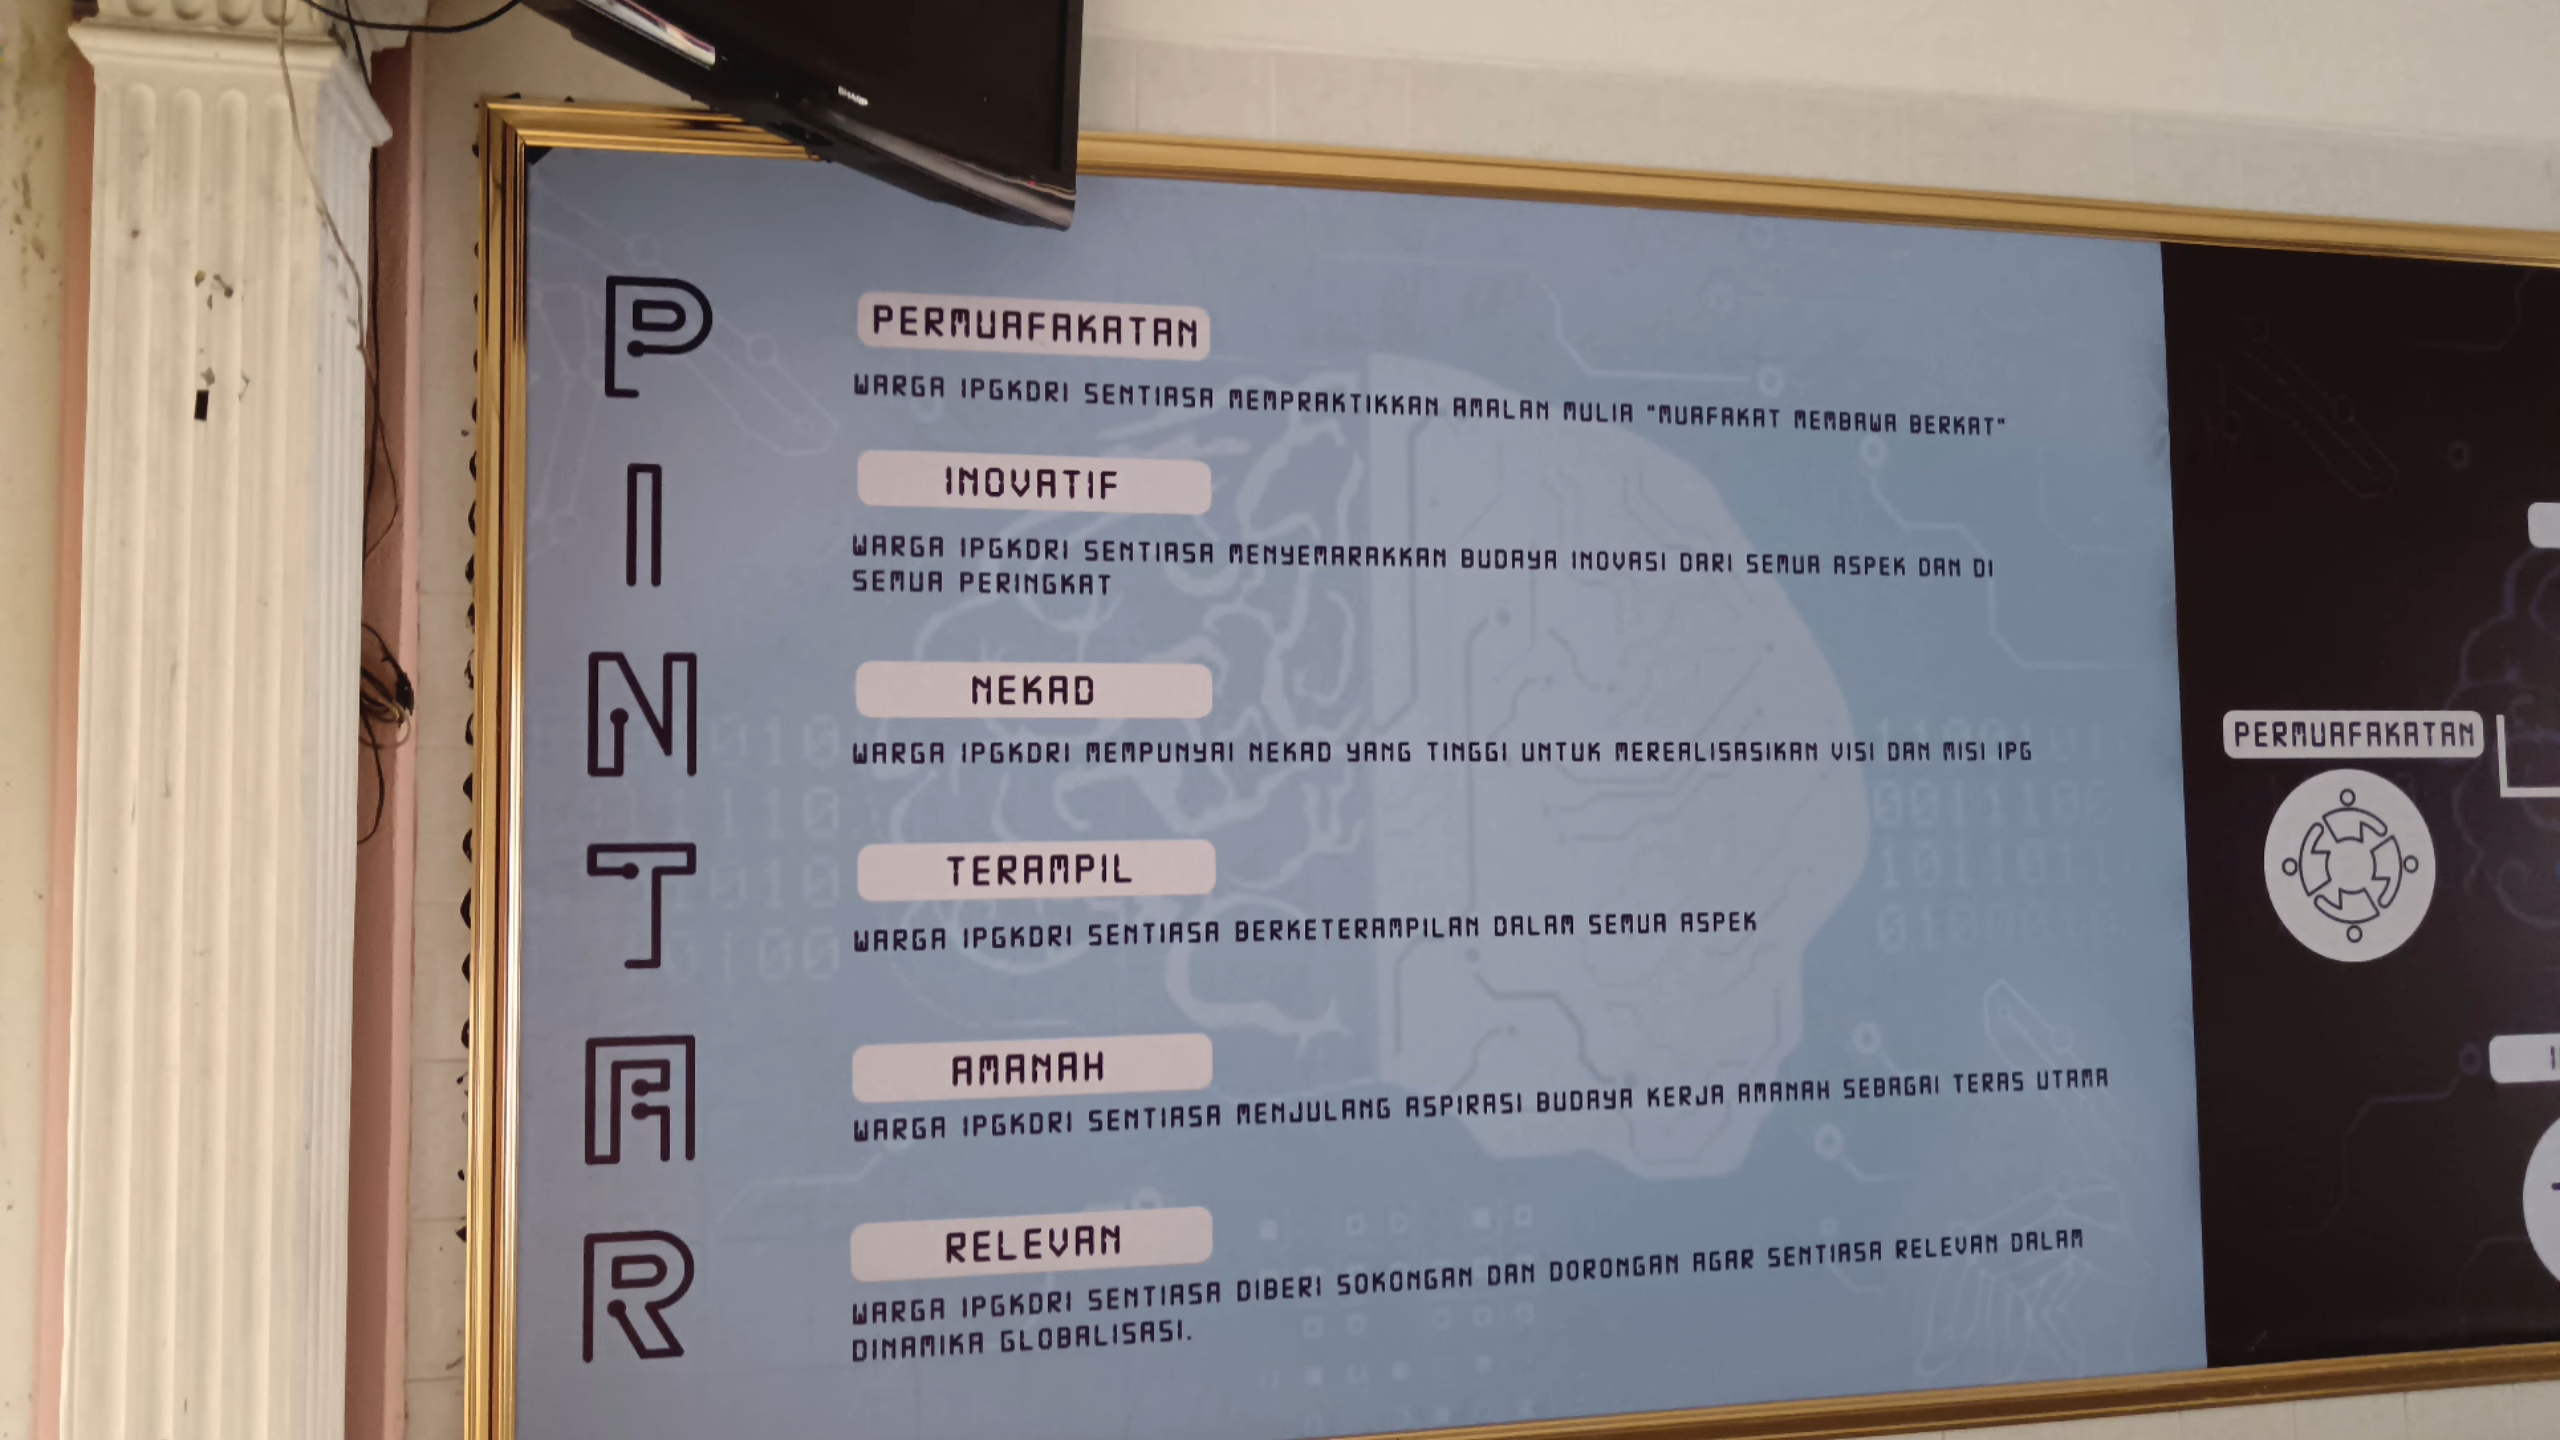 SHARP
P
PERMUAFAKATAN
WARGA IPGKDRI SENTIASA MEMPRAKTIKKAN AMALAN MULIA "MUAFAKAT MEMBAWA BERKAT"
I
INOVATIF
WARGA IPGKDRI SENTIASA MENYEMARAKKAN BUDAYA INOVASI DARI SEMUA ASPEK DAN DI
SEMUA PERINGKAT
N
NEKAD
WARGA IPGKDRI MEMPUNYAI NEKAD YANG TINGGI UNTUK MEREALISASIKAN VISI DAN MISI IPG
T
TERAMPIL
WARGA IPGKDRI SENTIASA BERKETERAMPILAN DALAM SEMUA ASPEK
A
AMANAH
WARGA IPGKDRI SENTIASA MENJULANG ASPIRASI BUDAYA KERJA AMANAH SEBAGAI TERAS UTAMA
R
RELEVAN
WARGA IPGKDRI SENTIASA DIBERI SOKONGAN DAN DORONGAN AGAR SENTIASA RELEVAN DALAM
DINAMIKA GLOBALISASI.
PERMUAFAKATAN